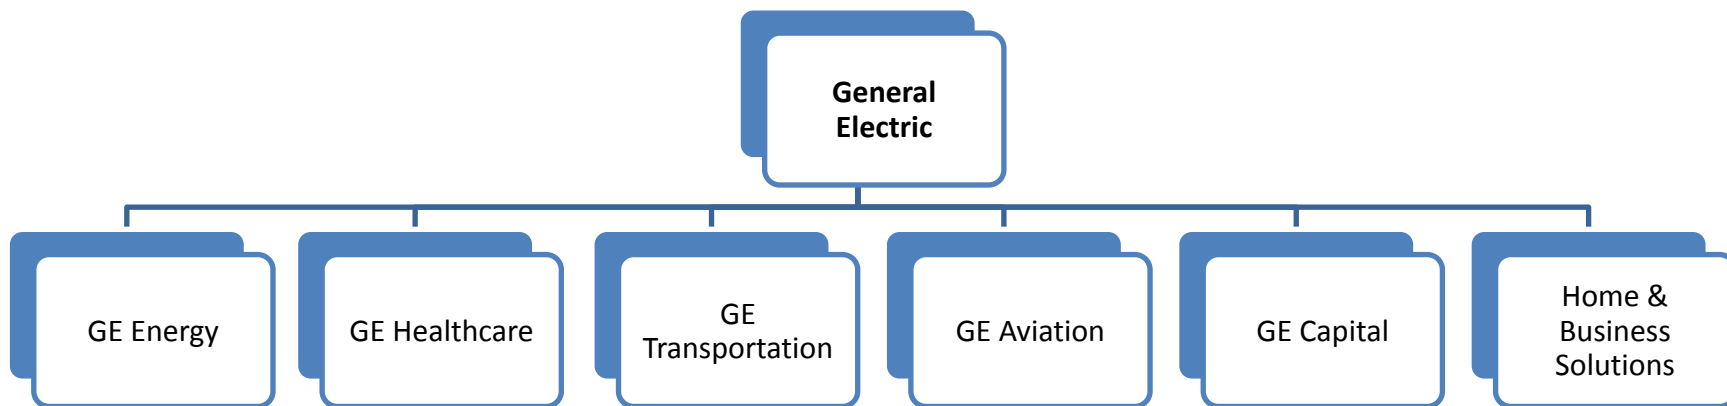 General
Electric
GE Energy
GE Healthcare
GE
Transportation
GE Aviation
GE Capital
Home &
Business
Solutions